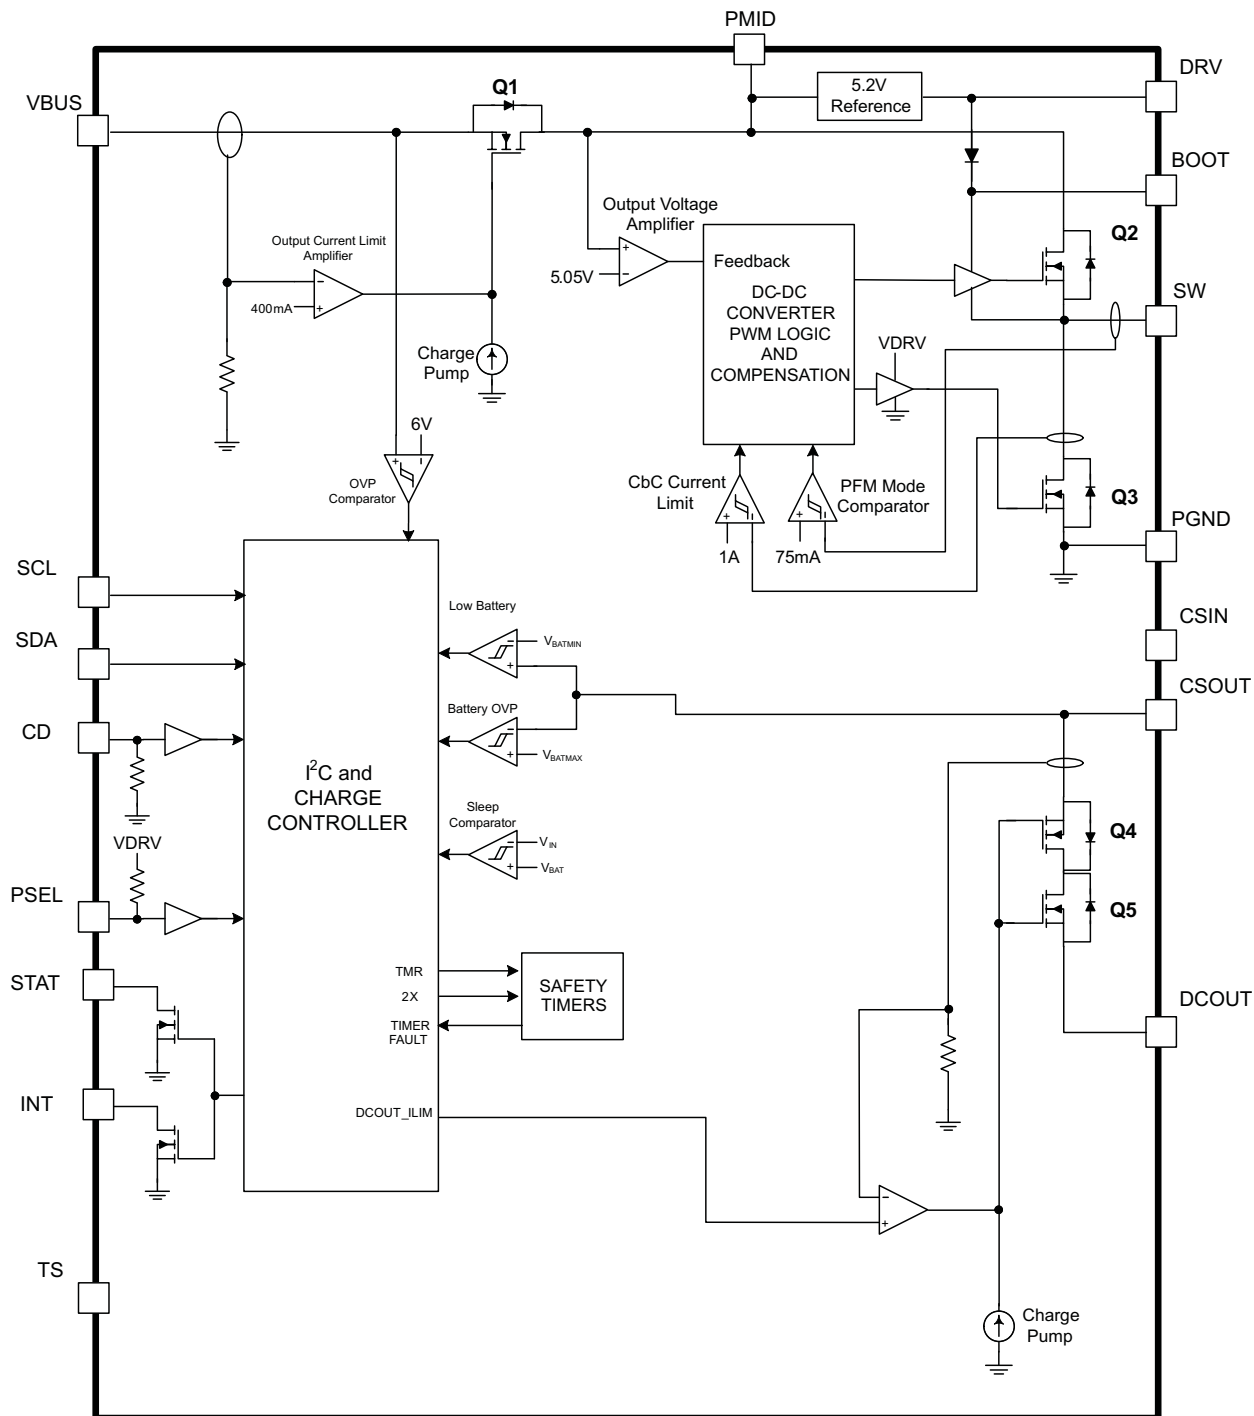 PMID
DRV
VBUS
Q1
5.2V
Reference
BOOT
Output Voltage
Amplifier
Q2
Output Current Limit
Amplifier
+
−
5.05V
Feedback
DC-DC
CONVERTER
PWM LOGIC
AND
COMPENSATION
SW
−
+
400mA
Charge
Pump
VDRV
6V
+
−
OVP
Comparator
CbC Current
Limit
PFM Mode
Comparator
Q3
+
−
+
−
1A
75mA
PGND
SCL
Low Battery
CSIN
SDA
−
+
VBATMIN
CSOUT
CD
Battery OVP
−
+
VBATMAX
I2C and
CHARGE
CONTROLLER
Sleep
Comparator
VDRV
−
+
VIN
VBAT
Q4
PSEL
Q5
STAT
TMR
2X
TIMER
FAULT
SAFETY
TIMERS
DCOUT
INT
DCOUT_ILIM
−
+
TS
Charge
Pump